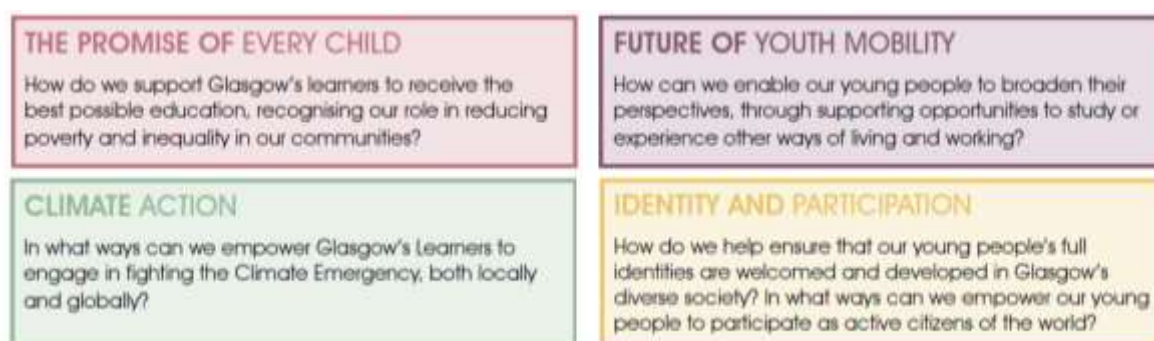 THE PROMISE OF EVERY CHILD
How do we support Glasgow's learners to receive the
best possible education, recognising our role in reducing
poverty and inequality in our communities?
FUTURE OF YOUTH MOBILITY
How can we enable our young people to broaden their
perspectives, through supporting opportunities to study or
experience other ways of living and working?
CLIMATE ACTION
In what ways can we empower Glasgow's Learners to
engage in fighting the Climate Emergency, both locally
and globally?
IDENTITY AND PARTICIPATION
How do we help ensure that our young people's full
identities are welcomed and developed in Glasgow's
diverse society? In what ways can we empower our young
people to participate as active citizens of the world?